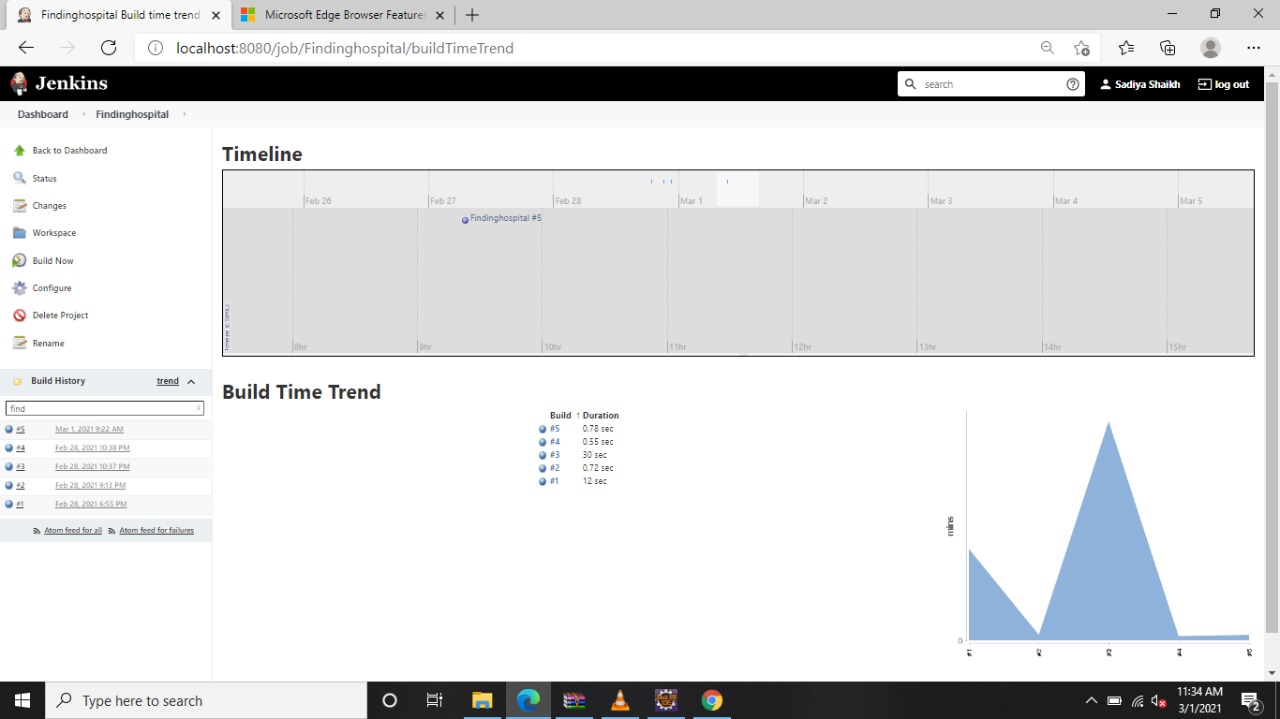 Findinghospital Build time trend
Microsoft Edge Browser Features
localhost:8080/job/Findinghospital/buildTimeTrend
Jenkins
search
Sadiya Shaikh
log out
Dashboard
Findinghospital
Back to Dashboard
Status
Changes
Workspace
Build Now
Configure
Delete Project
Rename
Build History
trend
find
#5 Mar 1, 2021 9:22 AM
#4 Feb 28, 2021 10:38 PM
#3 Feb 28, 2021 10:37 PM
#2 Feb 28, 2021 9:13 PM
#1 Feb 28, 2021 6:55 PM
Atom feed for all
Atom feed for failures
Timeline
Feb 26
Feb 27
Feb 28
Mar 1
Mar 2
Mar 3
Mar 4
Mar 5
Findinghospital #5
Timeline © SIMILE
8hr
9hr
10hr
11hr
12hr
13hr
14hr
15hr
Build Time Trend
Build ↑ Duration
#5 0.78 sec
#4 0.55 sec
#3 30 sec
#2 0.72 sec
#1 12 sec
mins
0
Type here to search
11:34 AM
3/1/2021
2